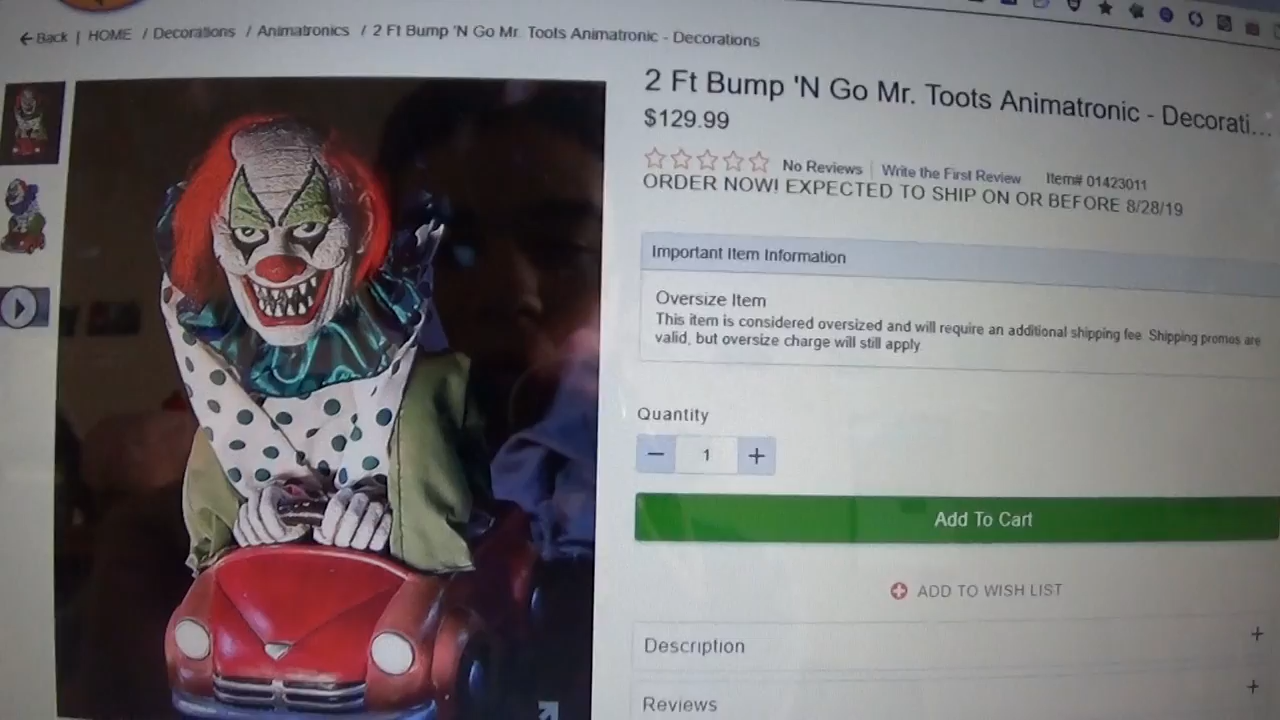 Back | HOME / Decorations / Animatronics / 2 Ft Bump 'N Go Mr. Toots Animatronic - Decorations
2 Ft Bump 'N Go Mr. Toots Animatronic - Decorati...
$129.99
No Reviews | Write the First Review Item# 01423011
ORDER NOW! EXPECTED TO SHIP ON OR BEFORE 8/28/19
Important Item Information
Oversize Item
This item is considered oversized and will require an additional shipping fee. Shipping promos are
valid, but oversize charge will still apply.
Quantity
− 1 +
Add To Cart
ADD TO WISH LIST
Description +
Reviews +